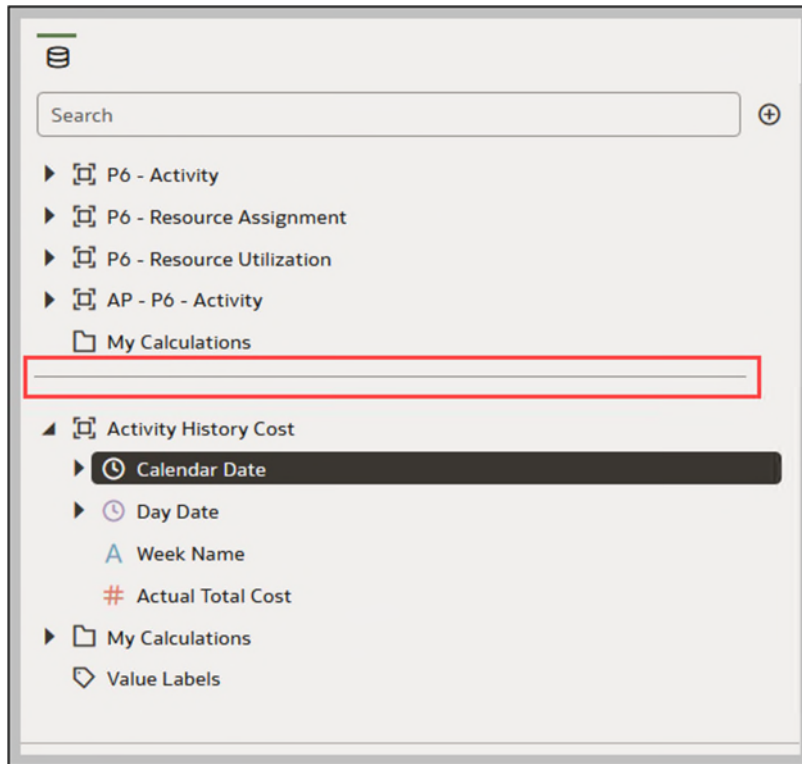 Search
P6 - Activity
P6 - Resource Assignment
P6 - Resource Utilization
AP - P6 - Activity
My Calculations
Activity History Cost
Calendar Date
Day Date
A Week Name
# Actual Total Cost
My Calculations
Value Labels